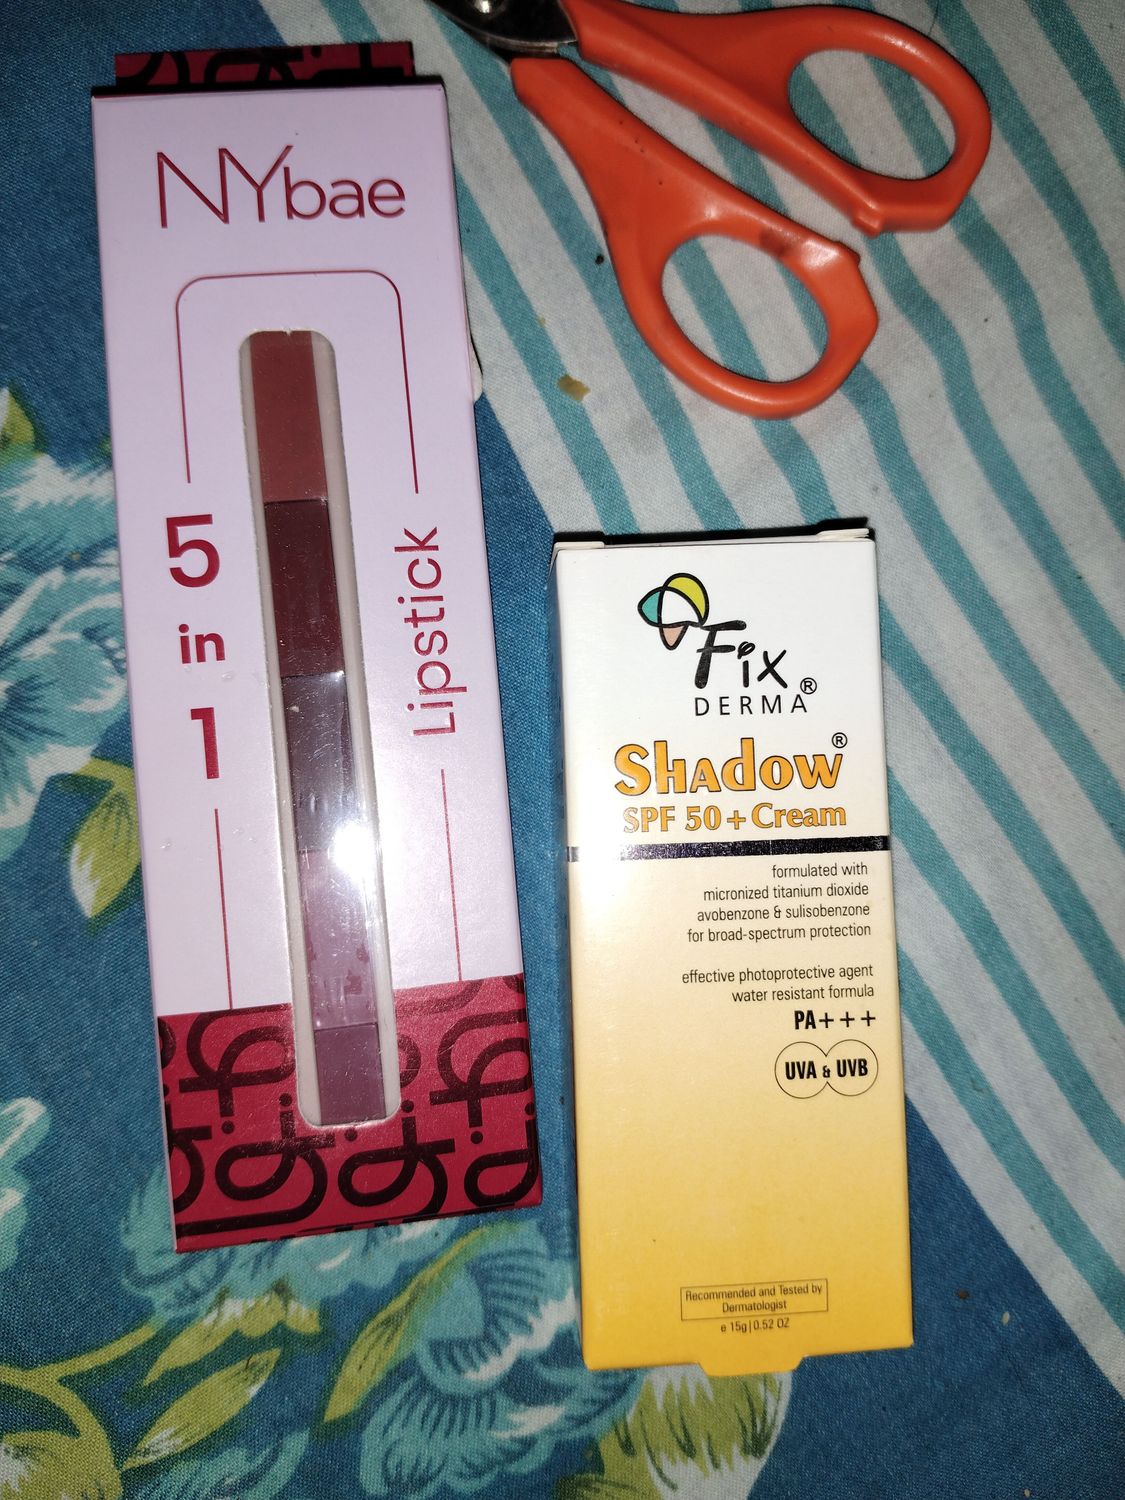 NYbae
5
in
1
Lipstick
Fix
DERMA®
Shadow®
SPF 50+ Cream
formulated with
micronized titanium dioxide
avobenzone & sulisobenzone
for broad-spectrum protection
effective photoprotective agent
water resistant formula
PA+++
UVA & UVB
Recommended and Tested by
Dermatologist
e 15g | 0.52 OZ